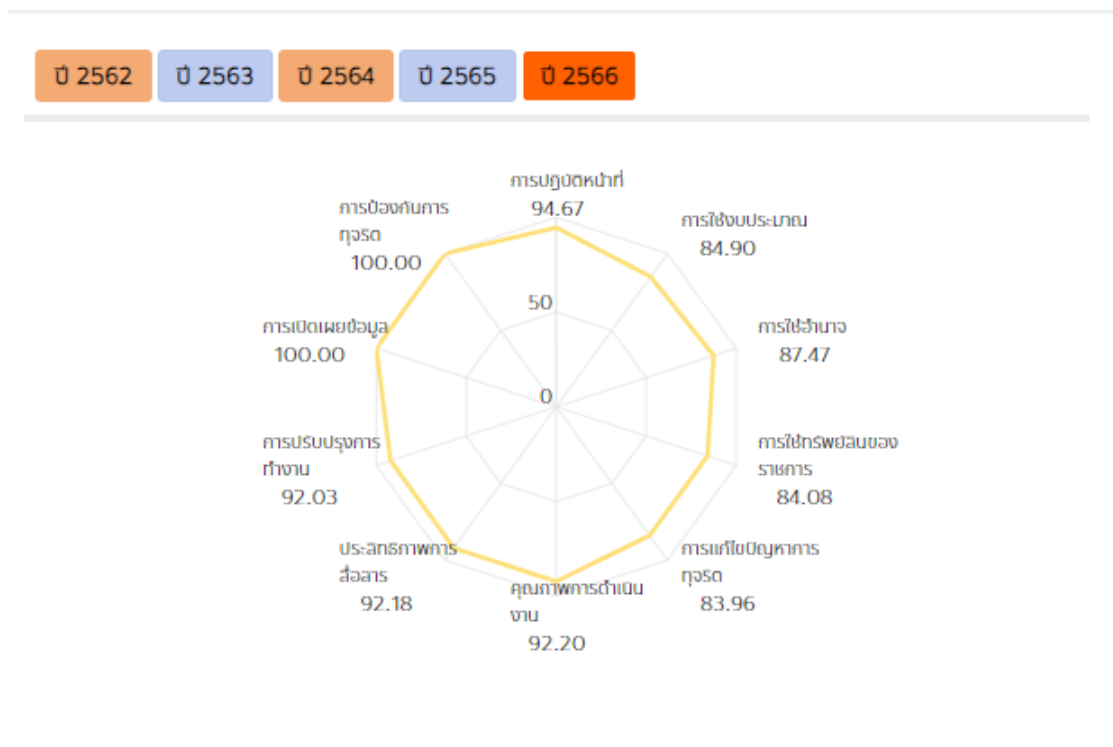 ปี 2562 ปี 2563 ปี 2564 ปี 2565 ปี 2566
การปฏิบัติหน้าที่
94.67
การใช้งบประมาณ
84.90
การใช้อำนาจ
87.47
การใช้ทรัพย์สินของ
ราชการ
84.08
การแก้ไขปัญหาการ
ทุจริต
83.96
คุณภาพการดำเนิน
งาน
92.20
ประสิทธิภาพการ
สื่อสาร
92.18
การปรับปรุงการ
ทำงาน
92.03
การเปิดเผยข้อมูล
100.00
การป้องกันการ
ทุจริต
100.00
50
0